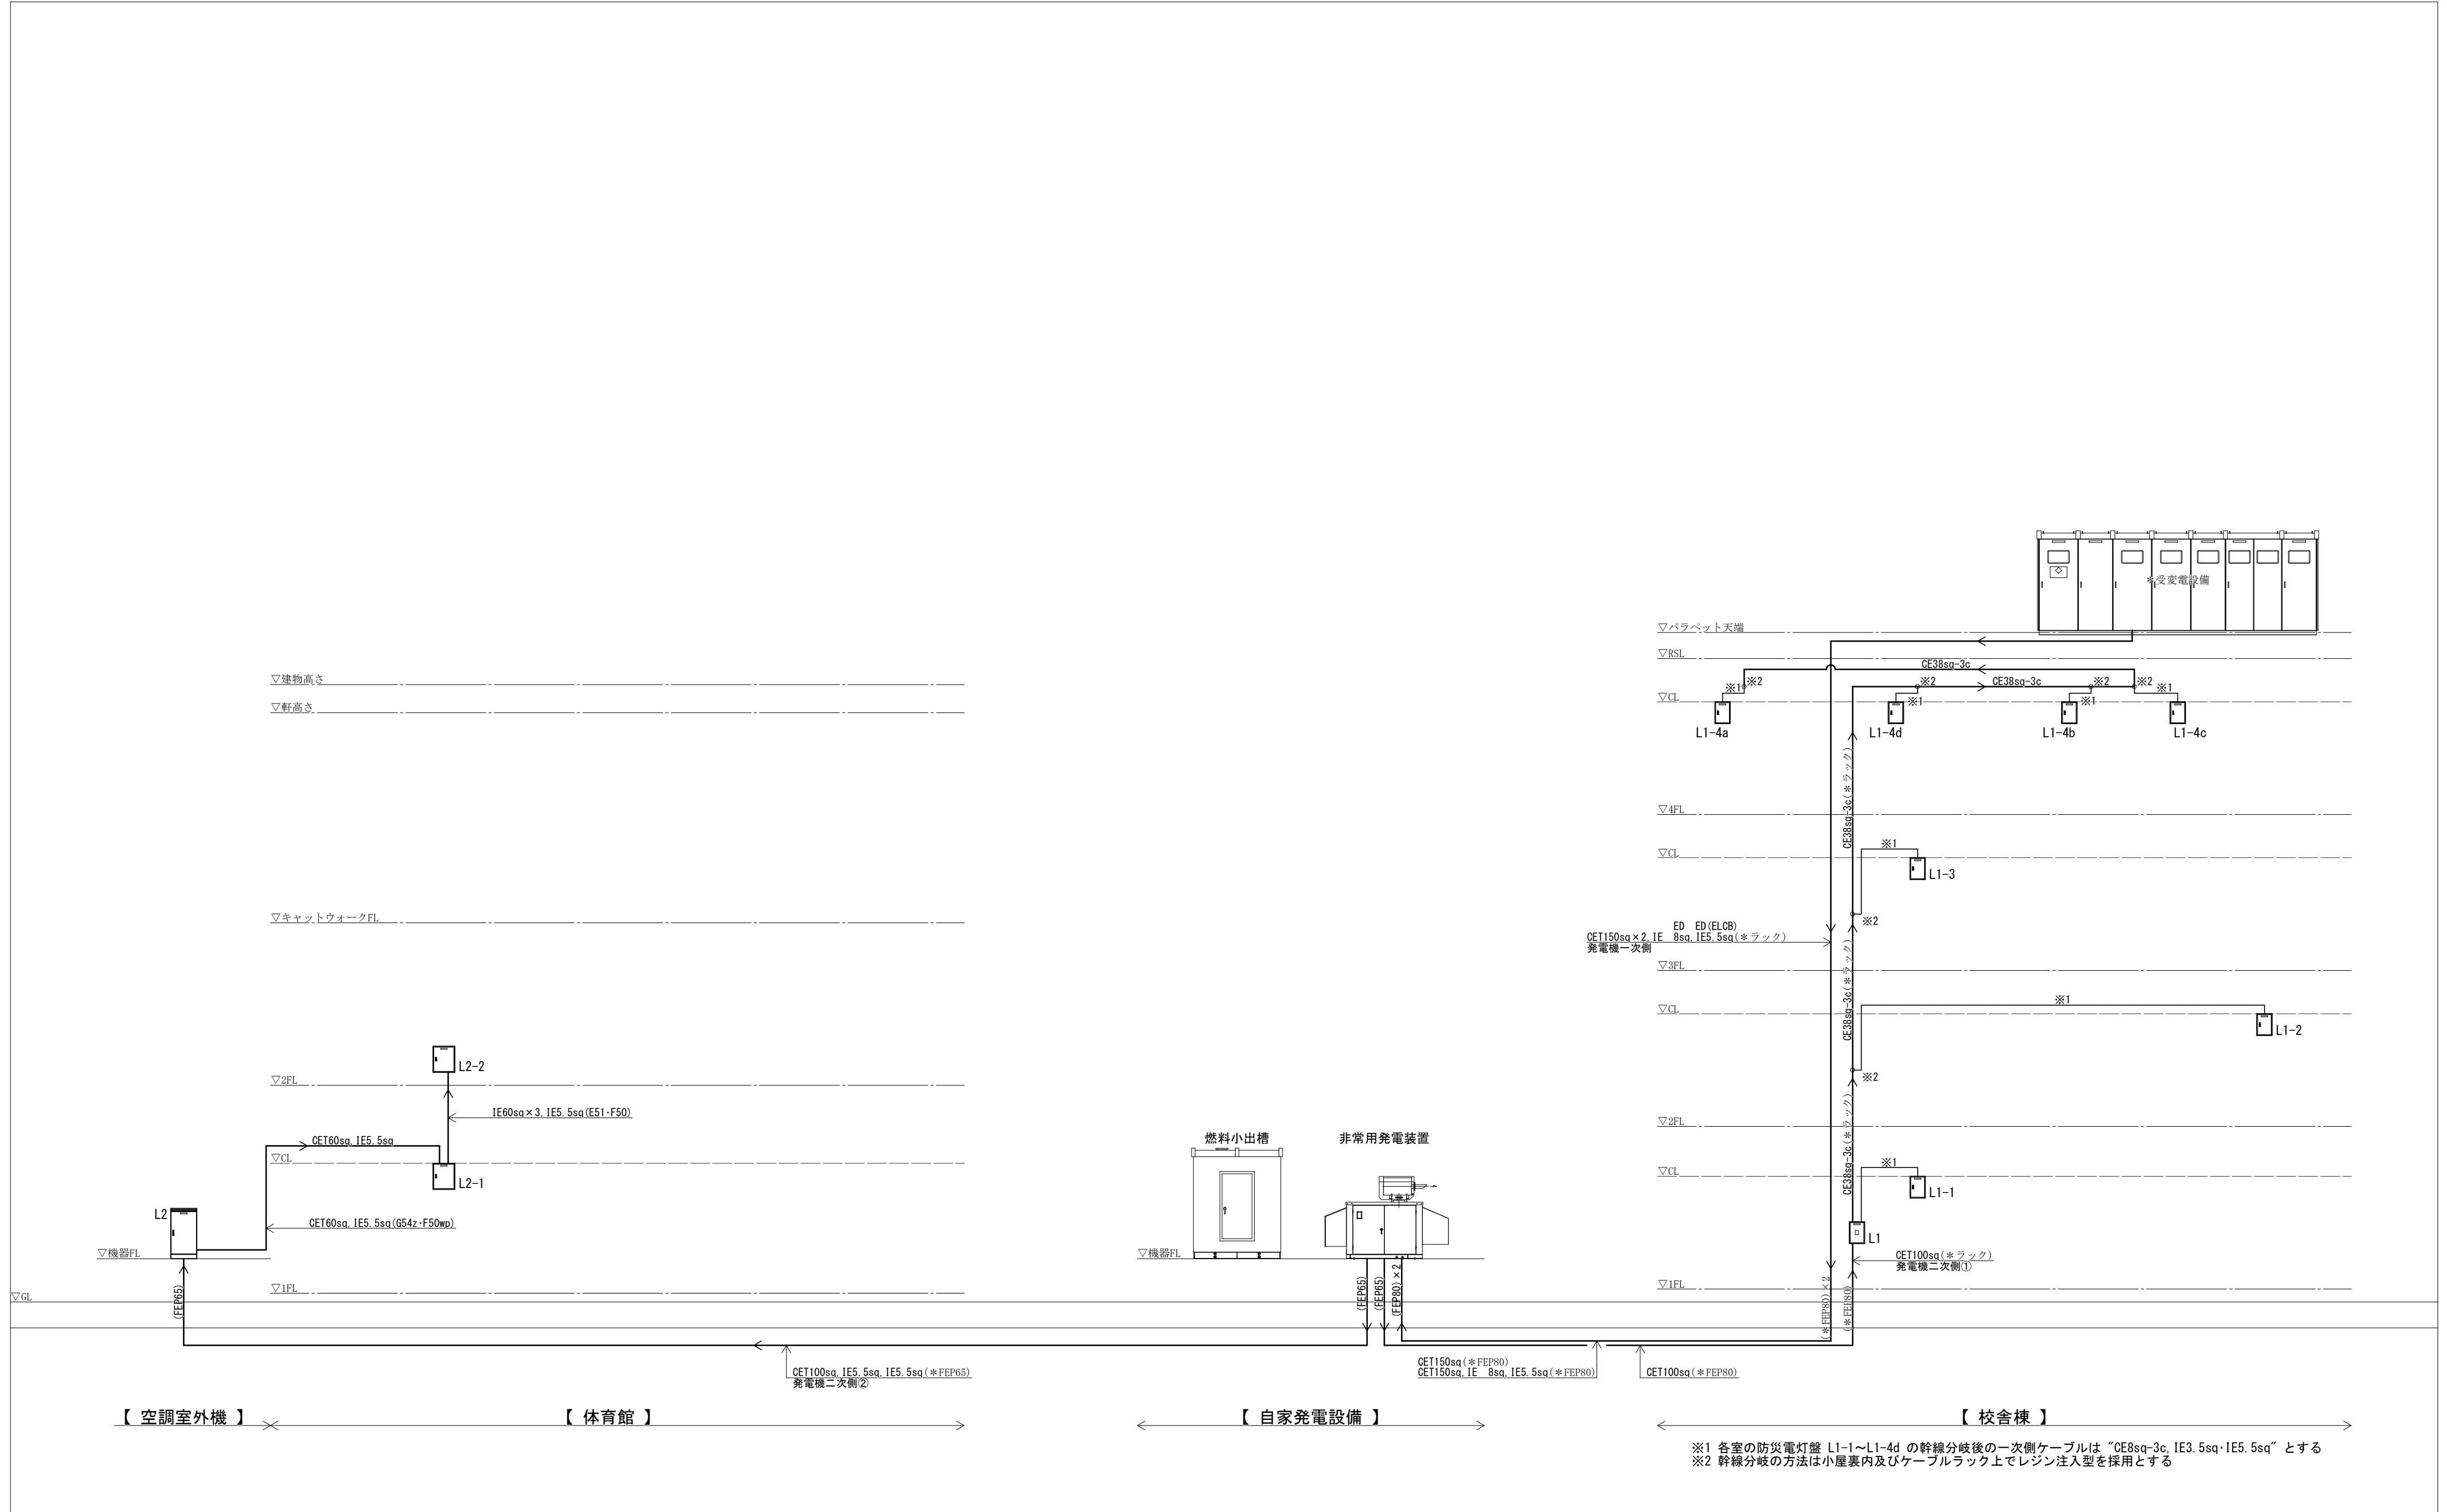 *受変電設備
▽パラペット天端
▽RSL
CE38sq-3c
▽建物高さ
※1
※2
※2
CE38sq-3c
※2
※2
※1
▽CL
※1
※1
▽軒高さ
L1-4a
L1-4d
L1-4b
L1-4c
CE38sq-3c(*ラック)
▽4FL
※1
▽CL
L1-3
▽キャットウォークFL
※2
ED ED(ELCB)
CET150sq×2,IE 8sq,IE5.5sq(*ラック)
発電機一次側
CE38sq-3c(*ラック)
▽3FL
※1
▽CL
L1-2
L2-2
※2
▽2FL
IE60sq×3,IE5.5sq(E51・F50)
CE38sq-3c(*ラック)
▽2FL
CET60sq,IE5.5sq
燃料小出槽
非常用発電装置
▽CL
L2-1
※1
▽CL
L1-1
L2
CET60sq,IE5.5sq(G54z・F50wp)
L1
▽機器FL
▽機器FL
CET100sq(*ラック)
発電機二次側①
(FEP65)
▽1FL
(FEP65)
(FEP65)
(FEP80)×2
(*FEP80)×2
(*FEP80)
▽1FL
▽GL
CET100sq,IE5.5sq,IE5.5sq(*FEP65)
発電機二次側②
CET150sq(*FEP80)
CET150sq,IE 8sq,IE5.5sq(*FEP80)
CET100sq(*FEP80)
【 空調室外機 】
【 体育館 】
【 自家発電設備 】
【 校舎棟 】
※1 各室の防災電灯盤 L1-1～L1-4d の幹線分岐後の一次側ケーブルは "CE8sq-3c,IE3.5sq・IE5.5sq" とする
※2 幹線分岐の方法は小屋裏内及びケーブルラック上でレジン注入型を採用とする